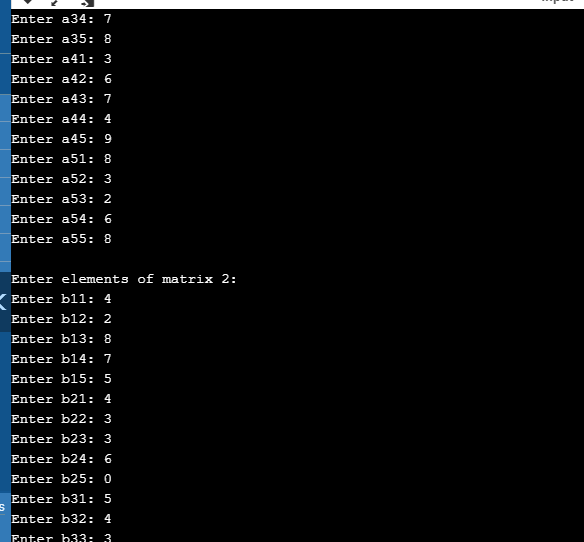 Enter a34: 7
Enter a35: 8
Enter a41: 3
Enter a42: 6
Enter a43: 7
Enter a44: 4
Enter a45: 9
Enter a51: 8
Enter a52: 3
Enter a53: 2
Enter a54: 6
Enter a55: 8
Enter elements of matrix 2:
Enter b11: 4
Enter b12: 2
Enter b13: 8
Enter b14: 7
Enter b15: 5
Enter b21: 4
Enter b22: 3
Enter b23: 3
Enter b24: 6
Enter b25: 0
Enter b31: 5
Enter b32: 4
Enter b33: 3